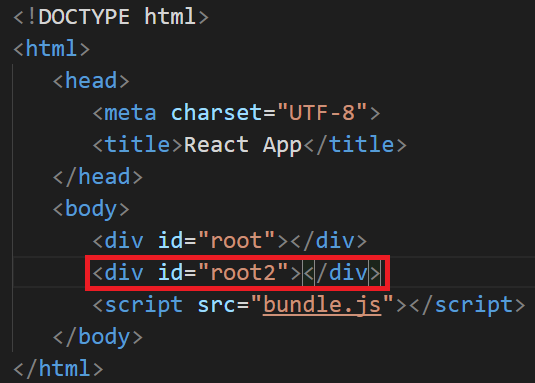 <!DOCTYPE html>
<html>
<head>
<meta charset="UTF-8">
<title>React App</title>
</head>
<body>
<div id="root"></div>
<div id="root2"></div>
<script src="bundle.js"></script>
</body>
</html>